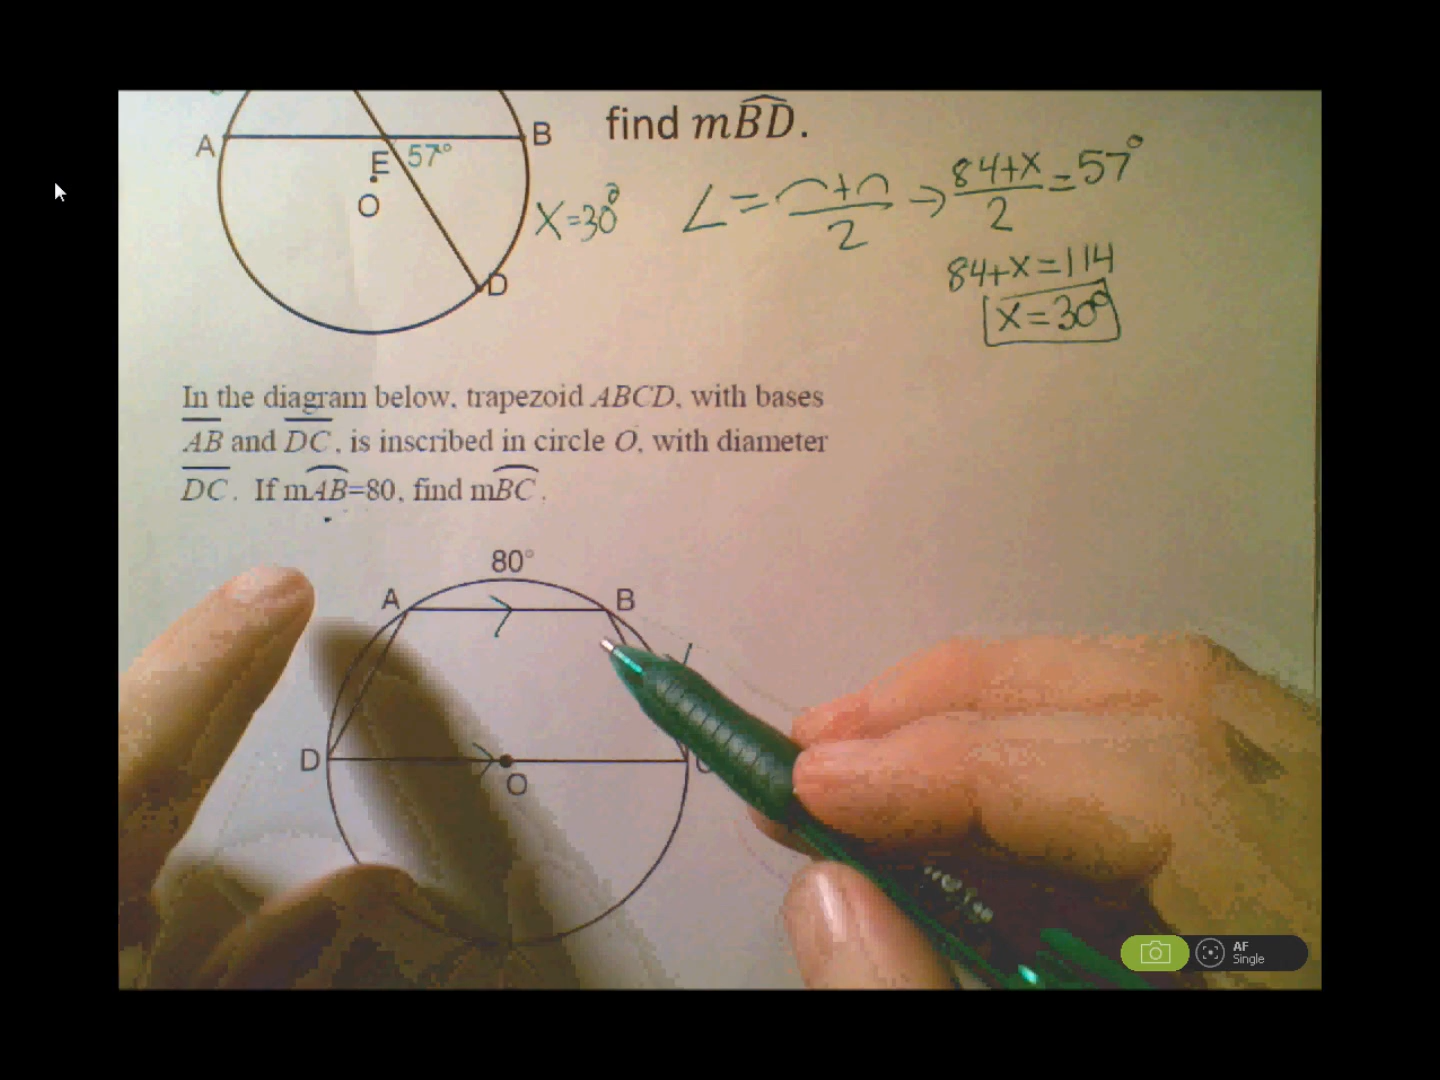 A
B
E
57°
O
D
find mBD.
X=30°
∠=⌒+⌒/2 → 84+x/2=57°
84+x=114
x=30°
In the diagram below, trapezoid ABCD, with bases
AB and DC, is inscribed in circle O, with diameter
DC. If mAB=80, find mBC.
80°
A
B
D
O
AF
Single